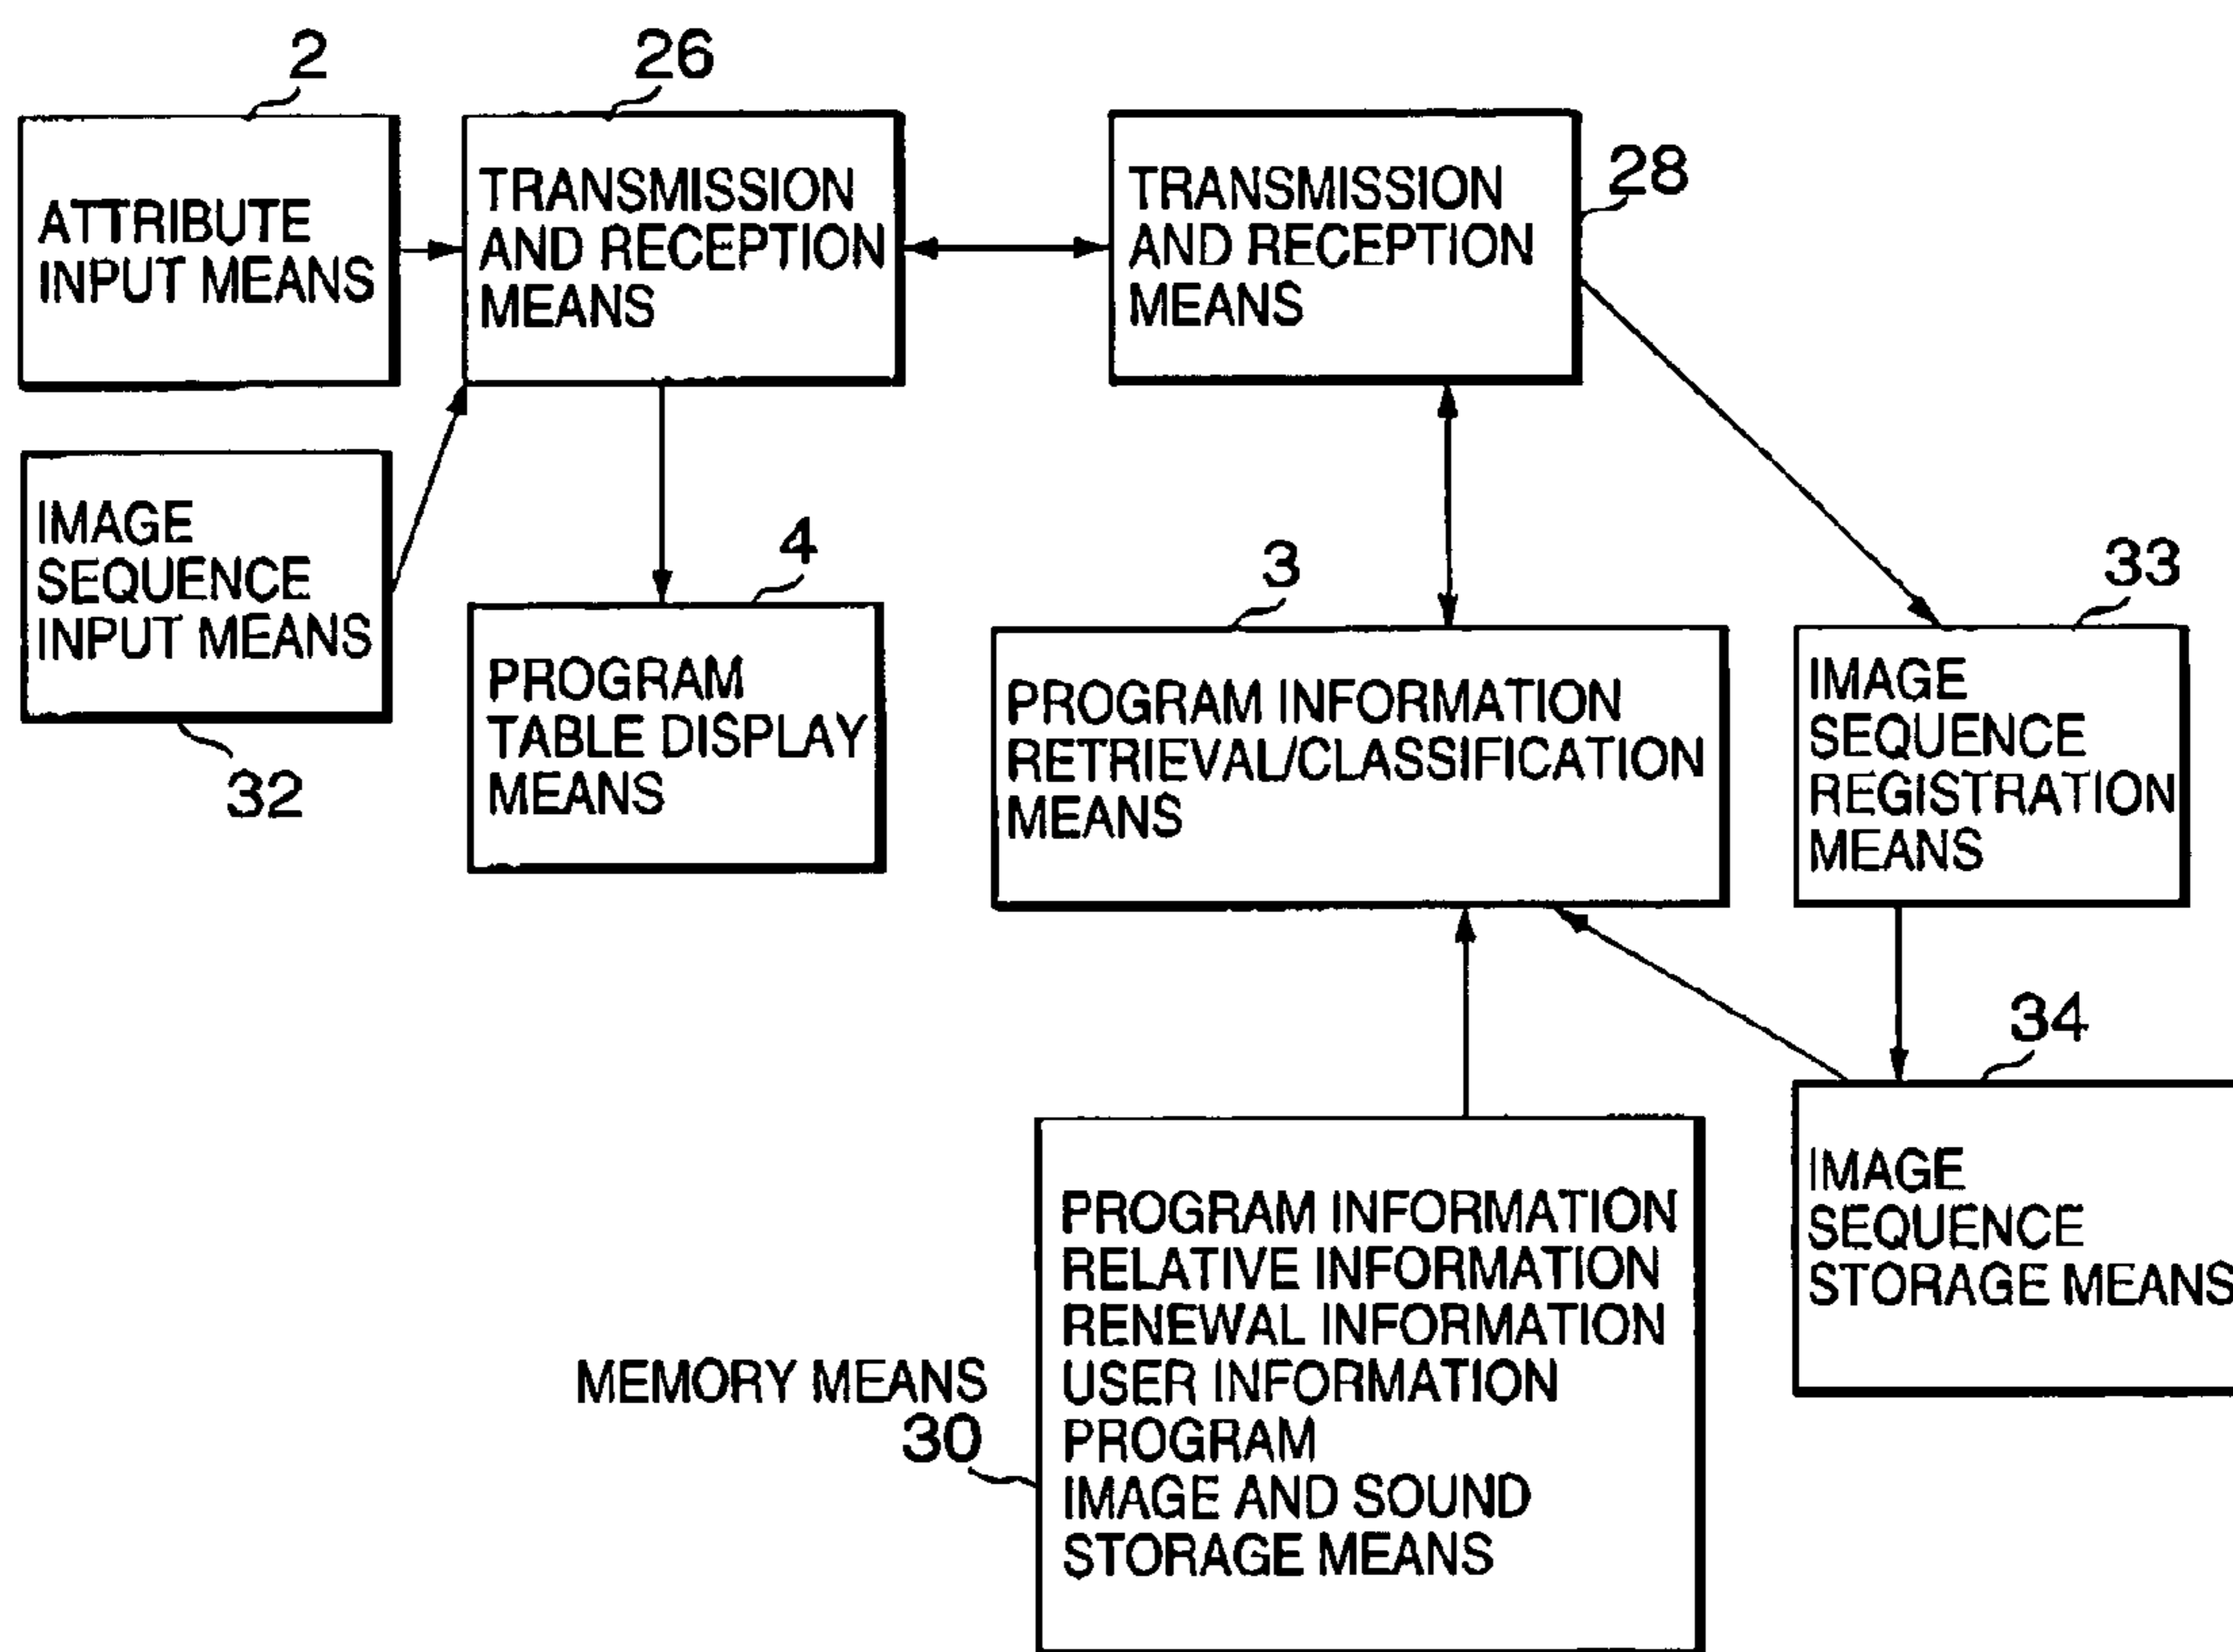 2
ATTRIBUTE
INPUT MEANS
26
TRANSMISSION
AND RECEPTION
MEANS
TRANSMISSION
AND RECEPTION
MEANS
28
IMAGE
SEQUENCE
INPUT MEANS
32
4
PROGRAM
TABLE DISPLAY
MEANS
3
PROGRAM INFORMATION
RETRIEVAL/CLASSIFICATION
MEANS
33
IMAGE
SEQUENCE
REGISTRATION
MEANS
34
IMAGE
SEQUENCE
STORAGE MEANS
MEMORY MEANS
30
PROGRAM INFORMATION
RELATIVE INFORMATION
RENEWAL INFORMATION
USER INFORMATION
PROGRAM
IMAGE AND SOUND
STORAGE MEANS